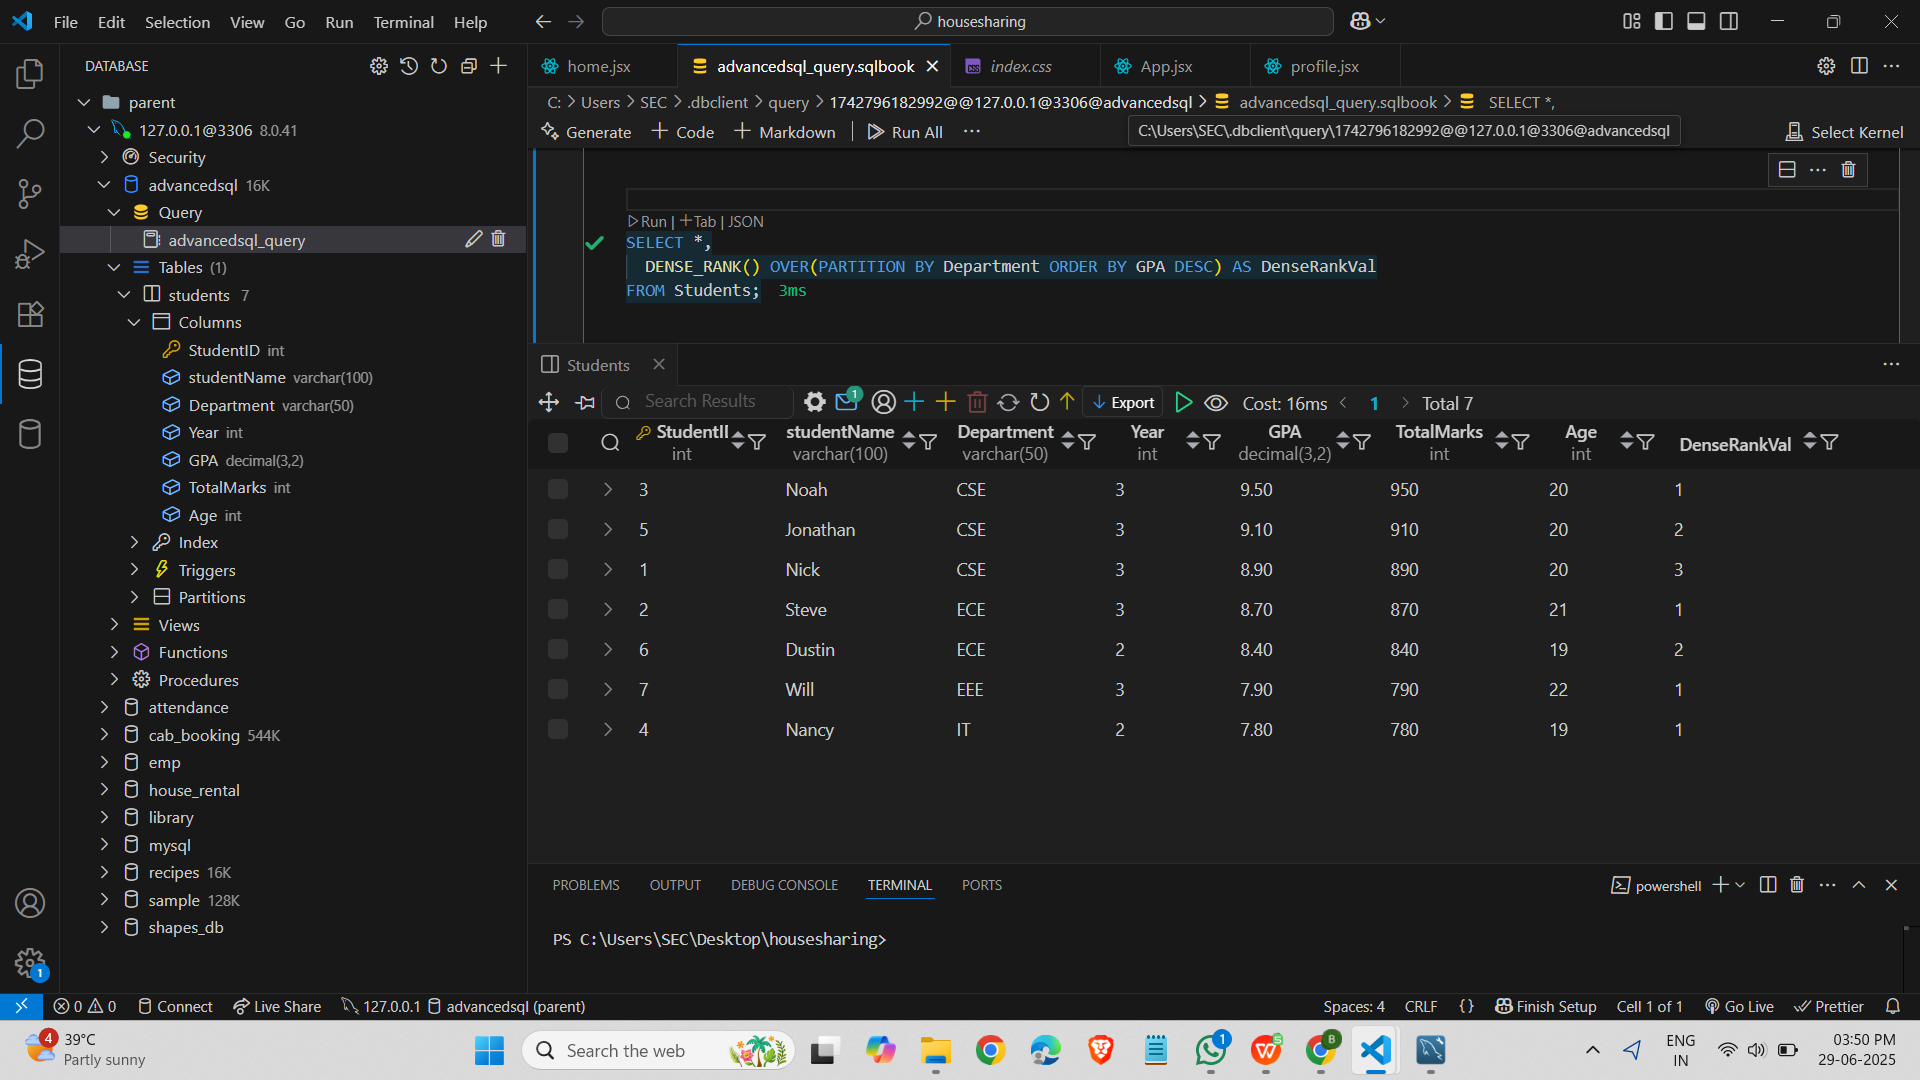 File Edit Selection View Go Run Terminal Help
housesharing
DATABASE
home.jsx
advancedsql_query.sqlbook
index.css
App.jsx
profile.jsx
C: > Users > SEC > .dbclient > query > 1742796182992@@127.0.0.1@3306@advancedsql > advancedsql_query.sqlbook > SELECT *,
Generate + Code + Markdown | Run All ...
C:\Users\SEC\.dbclient\query\1742796182992@@127.0.0.1@3306@advancedsql
Select Kernel
parent
127.0.0.1@3306 8.0.41
Security
advancedsql 16K
Query
advancedsql_query
Tables (1)
students 7
Columns
StudentID int
studentName varchar(100)
Department varchar(50)
Year int
GPA decimal(3,2)
TotalMarks int
Age int
Index
Triggers
Partitions
Views
Functions
Procedures
attendance
cab_booking 544K
emp
house_rental
library
mysql
recipes 16K
sample 128K
shapes_db
Run | +Tab | JSON
SELECT *,
DENSE_RANK() OVER(PARTITION BY Department ORDER BY GPA DESC) AS DenseRankVal
FROM Students; 3ms
Students
Search Results
1
Export
Cost: 16ms < 1 > Total 7
StudentID studentName Department Year GPA TotalMarks Age DenseRankVal
int varchar(100) varchar(50) int decimal(3,2) int int
3 Noah CSE 3 9.50 950 20 1
5 Jonathan CSE 3 9.10 910 20 2
1 Nick CSE 3 8.90 890 20 3
2 Steve ECE 3 8.70 870 21 1
6 Dustin ECE 2 8.40 840 19 2
7 Will EEE 3 7.90 790 22 1
4 Nancy IT 2 7.80 780 19 1
PROBLEMS OUTPUT DEBUG CONSOLE TERMINAL PORTS
powershell
PS C:\Users\SEC\Desktop\housesharing>
1
0 0 Connect Live Share 127.0.0.1 advancedsql (parent)
Spaces: 4 CRLF {} Finish Setup Cell 1 of 1 Go Live Prettier
4
39°C
Partly sunny
Search the web
1
S
B
ENG
IN
03:50 PM
29-06-2025